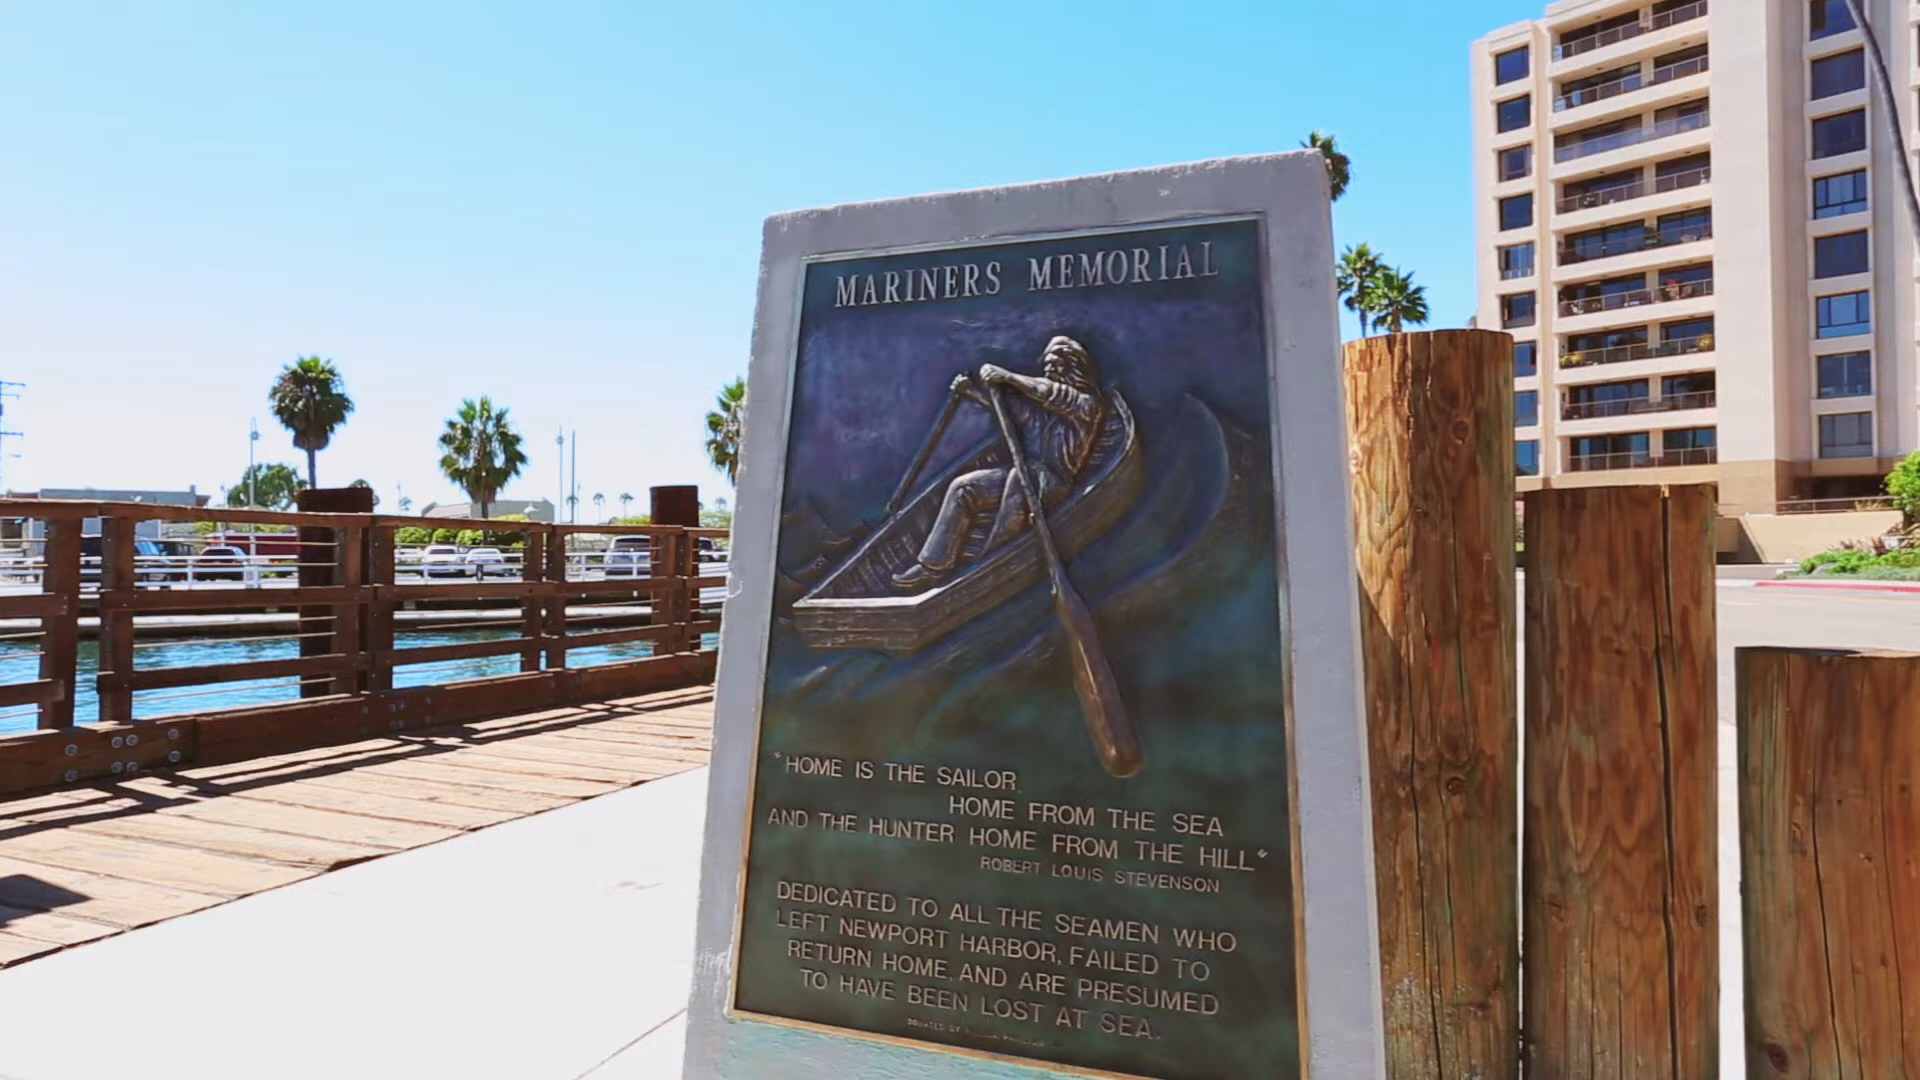 MARINERS MEMORIAL
"HOME IS THE SAILOR,
HOME FROM THE SEA
AND THE HUNTER HOME FROM THE HILL"
ROBERT LOUIS STEVENSON
DEDICATED TO ALL THE SEAMEN WHO
LEFT NEWPORT HARBOR, FAILED TO
RETURN HOME, AND ARE PRESUMED
TO HAVE BEEN LOST AT SEA.
DONATED BY